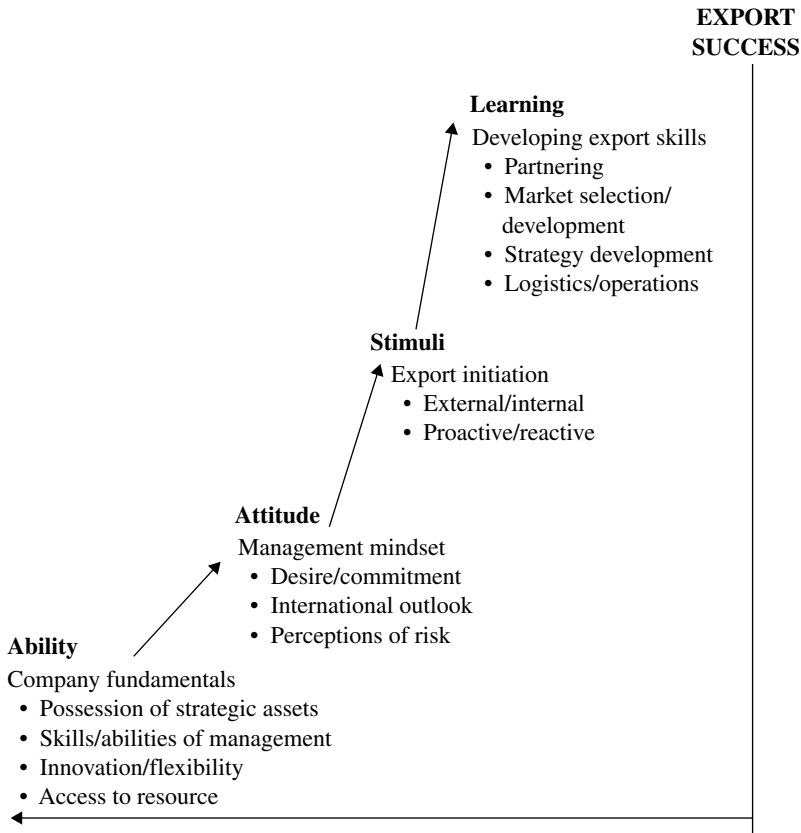 EXPORT
SUCCESS
Learning
Developing export skills
• Partnering
• Market selection/
development
• Strategy development
• Logistics/operations
Stimuli
Export initiation
• External/internal
• Proactive/reactive
Attitude
Management mindset
• Desire/commitment
• International outlook
• Perceptions of risk
Ability
Company fundamentals
• Possession of strategic assets
• Skills/abilities of management
• Innovation/flexibility
• Access to resource